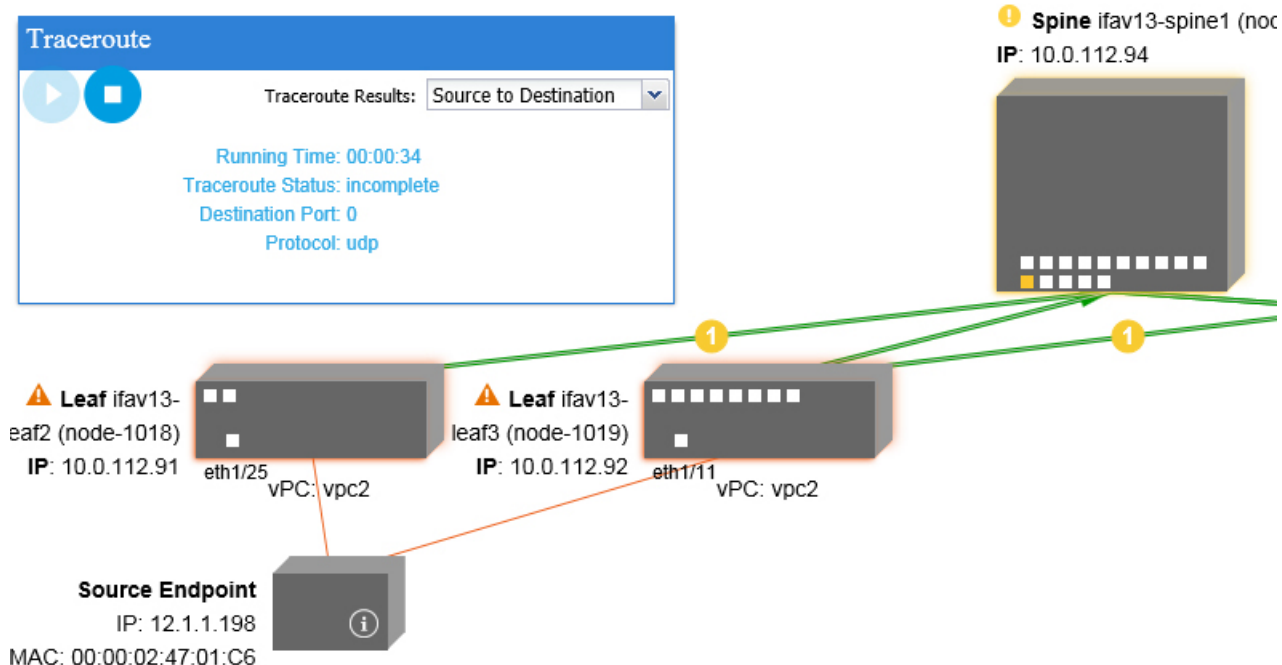 Traceroute
Traceroute Results: Source to Destination
Running Time: 00:00:34
Traceroute Status: incomplete
Destination Port: 0
Protocol: udp
Spine ifav13-spine1
IP: 10.0.112.94
1
1
Leaf ifav13-
(node-1018)
IP: 10.0.112.91
eth1/25
vPC: vpc2
Leaf ifav13-
leaf3 (node-1019)
IP: 10.0.112.92
eth1/11
vPC: vpc2
Source Endpoint
IP: 12.1.1.198
MAC: 00:00:02:47:01:C6